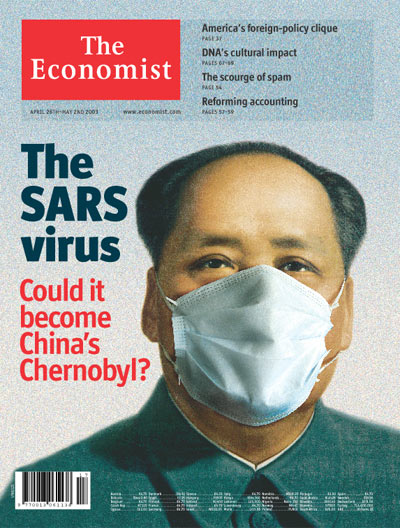 The
Economist
America's foreign-policy clique
PAGE 37
DNA's cultural impact
PAGES 67-69
The scourge of spam
PAGE 54
Reforming accounting
PAGES 57-59
APRIL 26TH-MAY 2ND 2003
www.economist.com
The
SARS
virus
Could it
become
China's
Chernobyl?